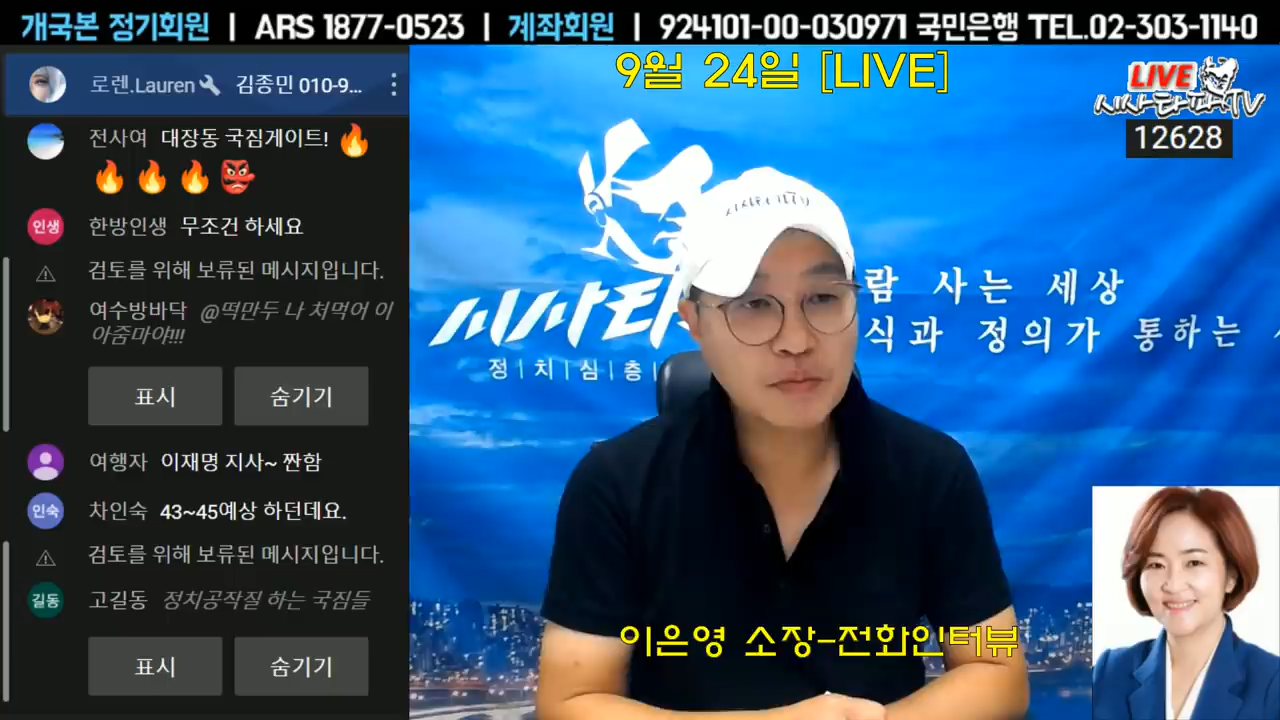 개국본 정기회원 | ARS 1877-0523 | 계좌회원 | 924101-00-030971 국민은행 TEL.02-303-1140
로렌.Lauren 김종민 010-9...
전사여 대장동 국짐게이트!
인생 한방인생 무조건 하세요
검토를 위해 보류된 메시지입니다.
여수방바닥 @떡만두 나 처먹어 이
아줌마야!!!
표시 숨기기
여행자 이재명 지사~ 짠함
인숙 차인숙 43~45예상 하던데요.
검토를 위해 보류된 메시지입니다.
길동 고길동 정치공작질 하는 국짐들
표시 숨기기
9월 24일 [LIVE]
LIVE
시사타파TV
12628
시사타
정|치|심|층|
람 사는 세상
식과 정의가 통하는
이은영 소장-전화인터뷰